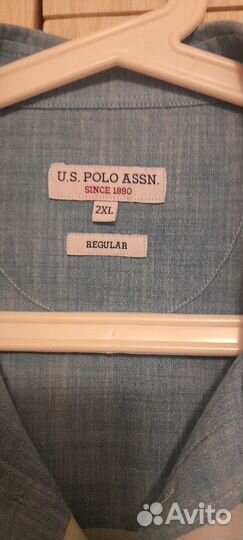 U.S. POLO ASSN.
SINCE 1890
2XL
REGULAR
Avito